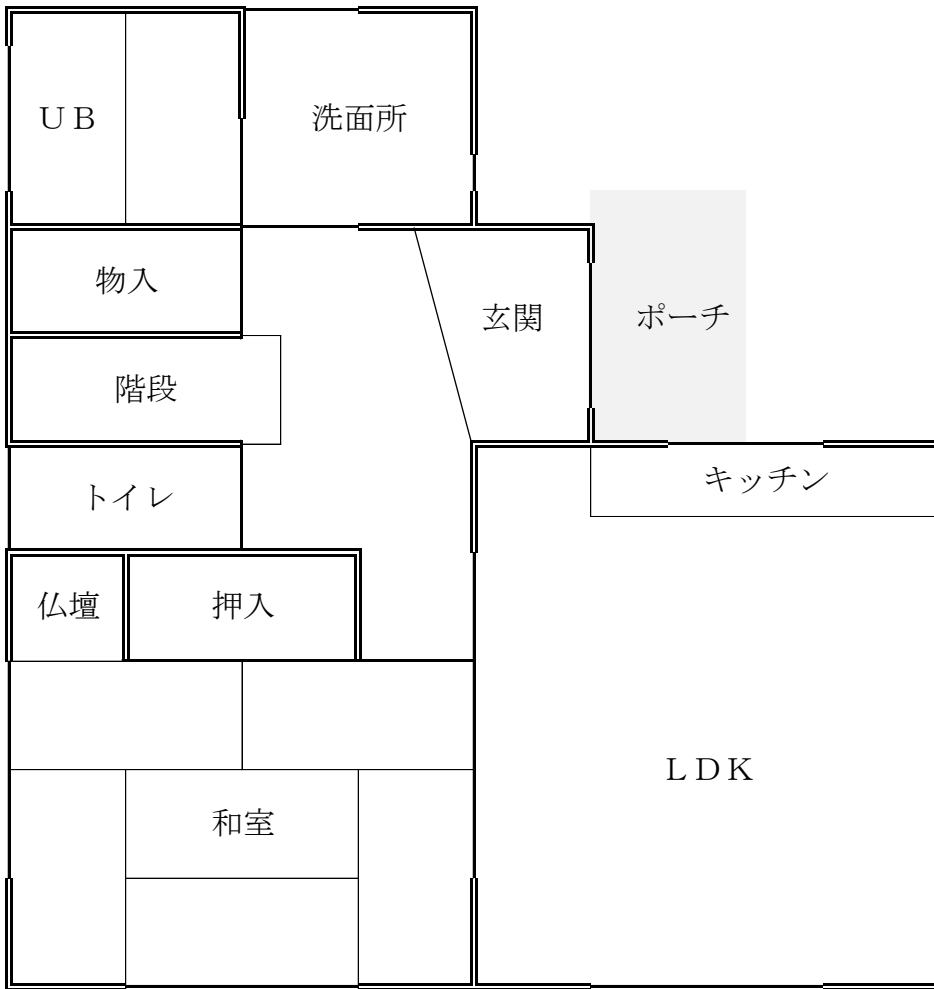 ＵＢ
洗面所
物入
玄関
ポーチ
階段
キッチン
トイレ
仏壇
押入
ＬＤＫ
和室